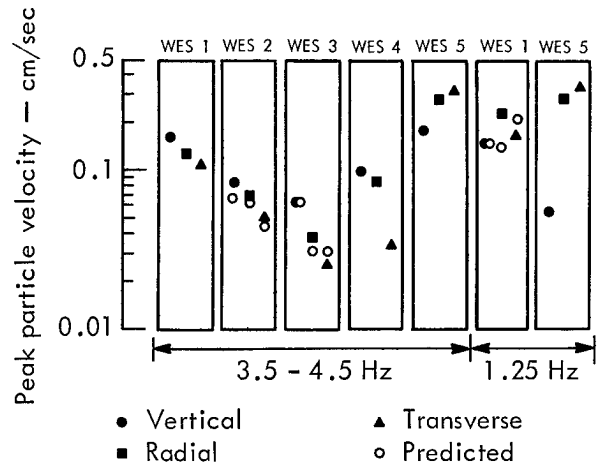 WES 1 WES 2 WES 3 WES 4 WES 5 WES 1 WES 5
Peak particle velocity — cm/sec
0.5
0.1
0.01
3.5 – 4.5 Hz
1.25 Hz
Vertical
Transverse
Radial
Predicted